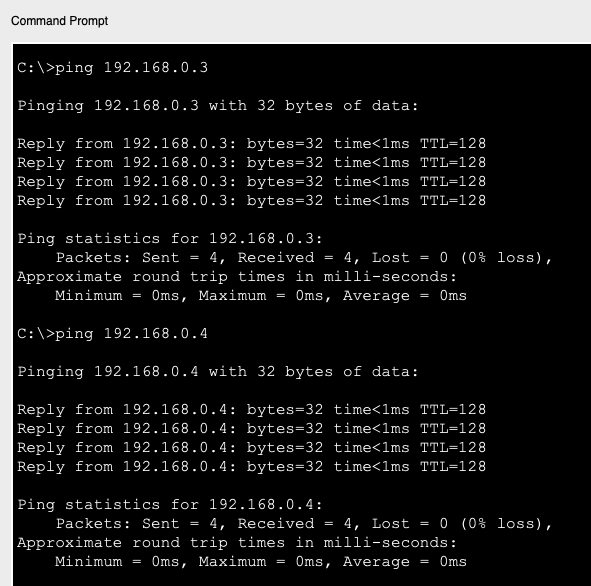 Command Prompt
C:\>ping 192.168.0.3
Pinging 192.168.0.3 with 32 bytes of data:
Reply from 192.168.0.3: bytes=32 time<1ms TTL=128
Reply from 192.168.0.3: bytes=32 time<1ms TTL=128
Reply from 192.168.0.3: bytes=32 time<1ms TTL=128
Reply from 192.168.0.3: bytes=32 time<1ms TTL=128
Ping statistics for 192.168.0.3:
Packets: Sent = 4, Received = 4, Lost = 0 (0% loss),
Approximate round trip times in milli-seconds:
Minimum = 0ms, Maximum = 0ms, Average = 0ms
C:\>ping 192.168.0.4
Pinging 192.168.0.4 with 32 bytes of data:
Reply from 192.168.0.4: bytes=32 time<1ms TTL=128
Reply from 192.168.0.4: bytes=32 time<1ms TTL=128
Reply from 192.168.0.4: bytes=32 time<1ms TTL=128
Reply from 192.168.0.4: bytes=32 time<1ms TTL=128
Ping statistics for 192.168.0.4:
Packets: Sent = 4, Received = 4, Lost = 0 (0% loss),
Approximate round trip times in milli-seconds:
Minimum = 0ms, Maximum = 0ms, Average = 0ms